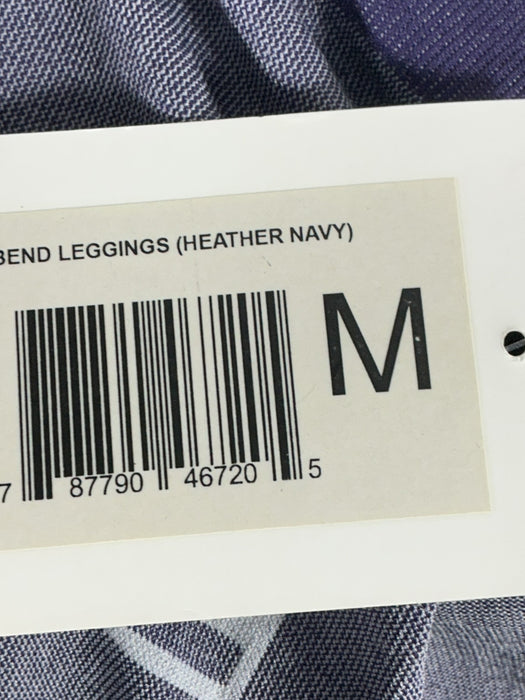 BEND LEGGINGS (HEATHER NAVY)
M
7 87790 46720 5